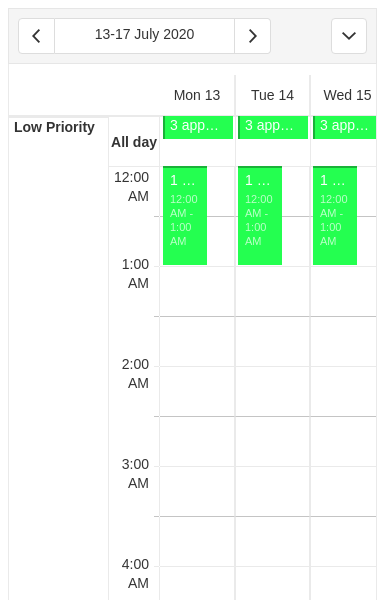 13-17 July 2020
Mon 13
Tue 14
Wed 15
Low Priority
All day
3 app…
3 app…
3 app…
12:00
AM
1 …
12:00
AM -
1:00
AM
1 …
12:00
AM -
1:00
AM
1 …
12:00
AM -
1:00
AM
1:00
AM
2:00
AM
3:00
AM
4:00
AM